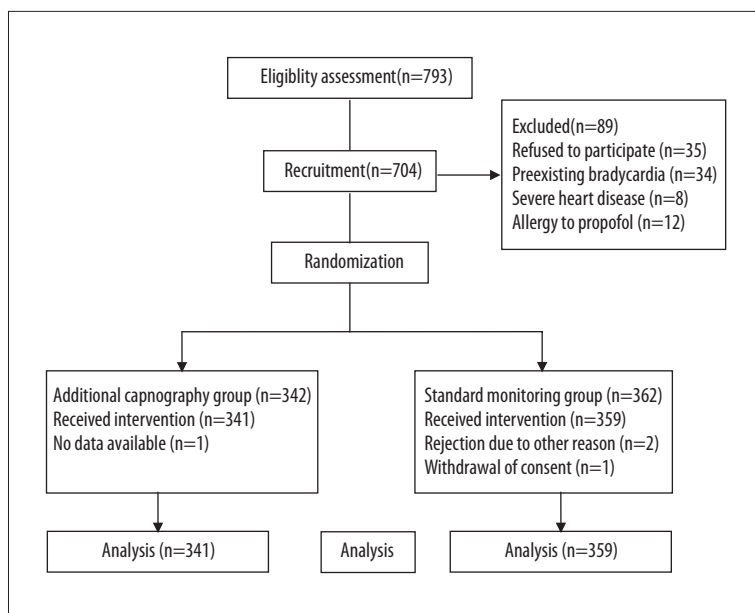 Eligiblity assessment(n=793)
Excluded(n=89)
Refused to participate (n=35)
Preexisting bradycardia (n=34)
Severe heart disease (n=8)
Allergy to propofol (n=12)
Recruitment(n=704)
Randomization
Additional capnography group (n=342)
Received intervention (n=341)
No data available (n=1)
Standard monitoring group (n=362)
Received intervention (n=359)
Rejection due to other reason (n=2)
Withdrawal of consent (n=1)
Analysis (n=341)
Analysis
Analysis (n=359)